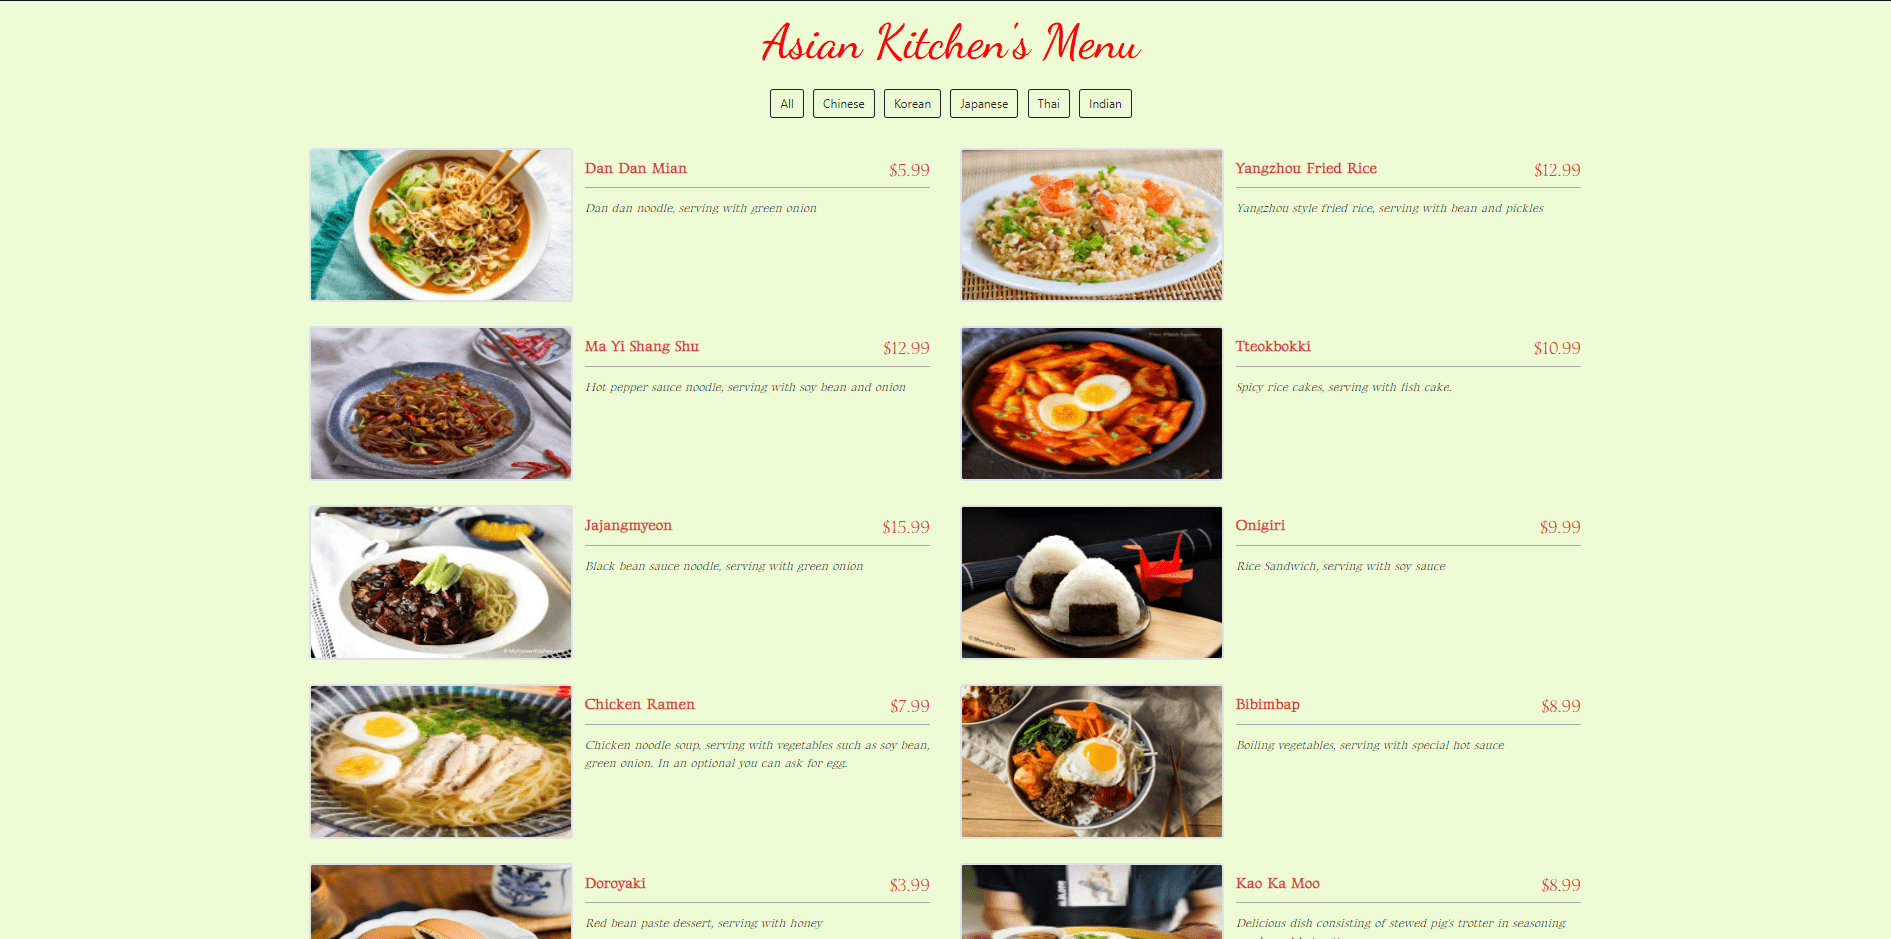 Asian Kitchen's Menu
All
Chinese
Korean
Japanese
Thai
Indian
Dan Dan Mian $5.99
Dan dan noodle, serving with green onion
Yangzhou Fried Rice $12.99
Yangzhou style fried rice, serving with bean and pickles
Ma Yi Shang Shu $12.99
Hot pepper sauce noodle, serving with soy bean and onion
Tteokbokki $10.99
Spicy rice cakes, serving with fish cake.
Jajangmyeon $15.99
Black bean sauce noodle, serving with green onion
Onigiri $9.99
Rice Sandwich, serving with soy sauce
Chicken Ramen $7.99
Chicken noodle soup, serving with vegetables such as soy bean,
green onion. In an optional you can ask for egg.
Bibimbap $8.99
Boiling vegetables, serving with special hot sauce
Doroyaki $3.99
Red bean paste dessert, serving with honey
Kao Ka Moo $8.99
Delicious dish consisting of stewed pig's trotter in seasoning